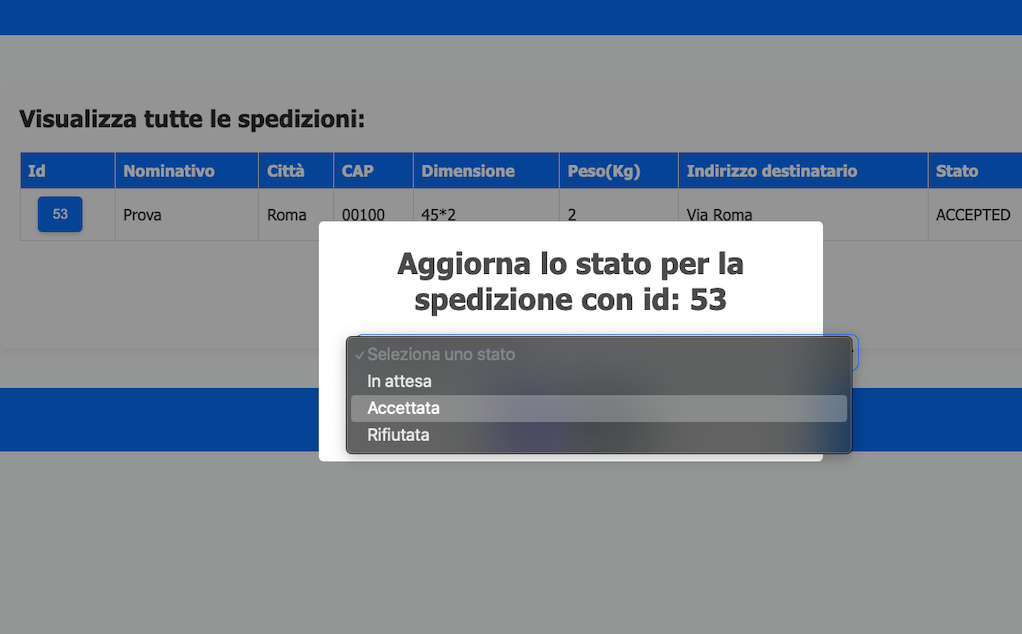 Visualizza tutte le spedizioni:
Id Nominativo Città CAP Dimensione Peso(Kg) Indirizzo destinatario Stato
53 Prova Roma 00100 45*2 2 Via Roma ACCEPTED
Aggiorna lo stato per la
spedizione con id: 53
✓ Seleziona uno stato
In attesa
Accettata
Rifiutata